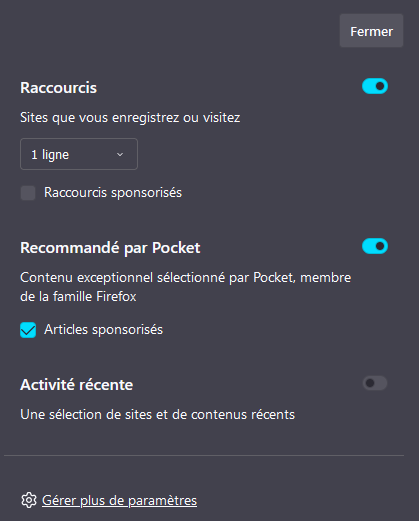 Fermer
Raccourcis
Sites que vous enregistrez ou visitez
1 ligne
Raccourcis sponsorisés
Recommandé par Pocket
Contenu exceptionnel sélectionné par Pocket, membre
de la famille Firefox
Articles sponsorisés
Activité récente
Une sélection de sites et de contenus récents
Gérer plus de paramètres